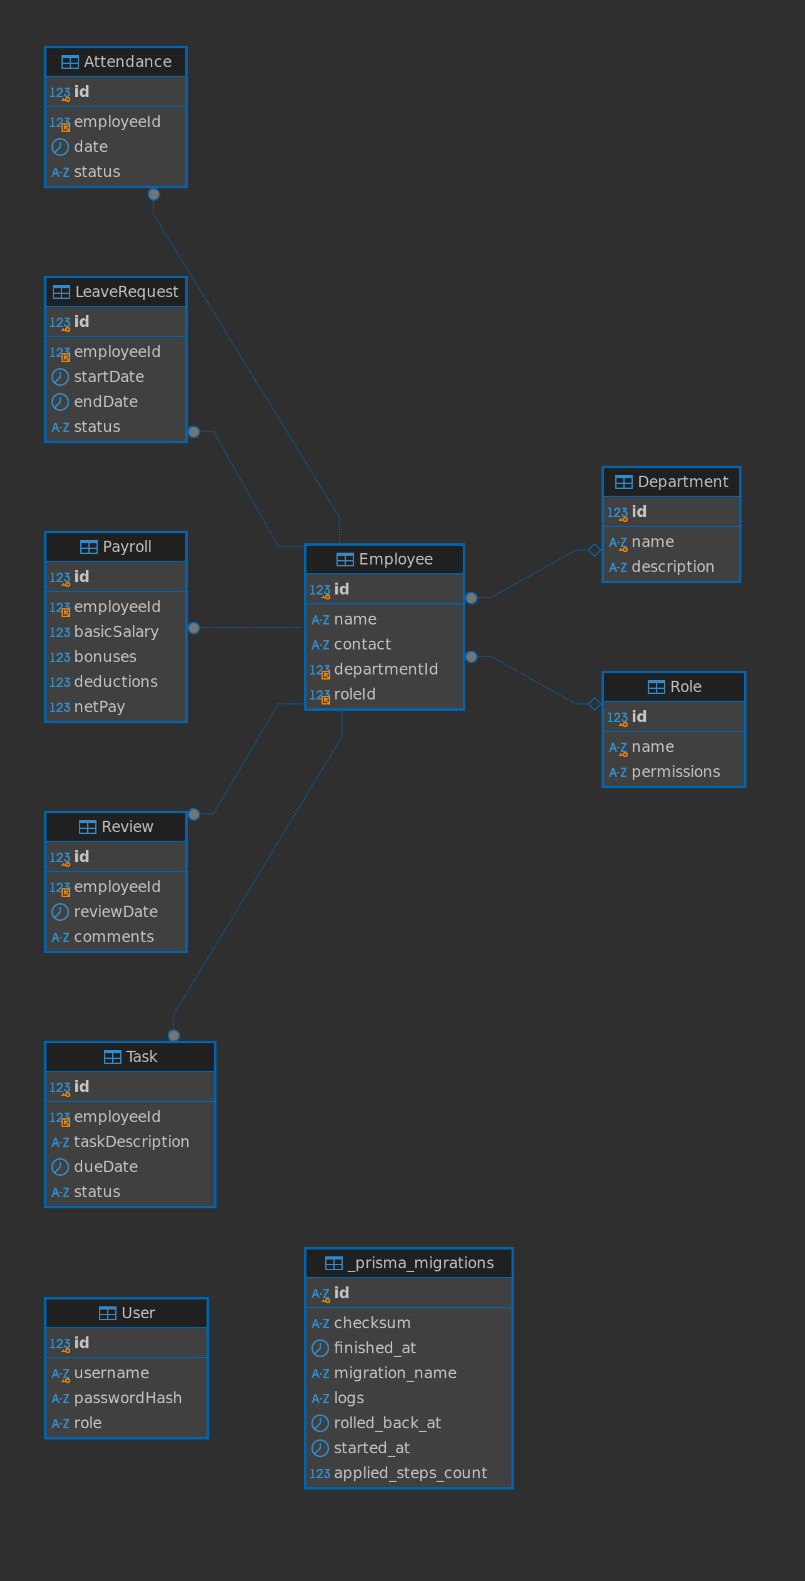 Attendance
123 id
123 employeeId
date
A-Z status
LeaveRequest
123 id
123 employeeId
startDate
endDate
A-Z status
Payroll
123 id
123 employeeId
123 basicSalary
123 bonuses
123 deductions
123 netPay
Review
123 id
123 employeeId
reviewDate
A-Z comments
Task
123 id
123 employeeId
A-Z taskDescription
dueDate
A-Z status
User
123 id
A-Z username
A-Z passwordHash
A-Z role
Employee
123 id
A-Z name
A-Z contact
123 departmentId
123 roleId
Department
123 id
A-Z name
A-Z description
Role
123 id
A-Z name
A-Z permissions
_prisma_migrations
A-Z id
A-Z checksum
finished_at
A-Z migration_name
A-Z logs
rolled_back_at
started_at
123 applied_steps_count